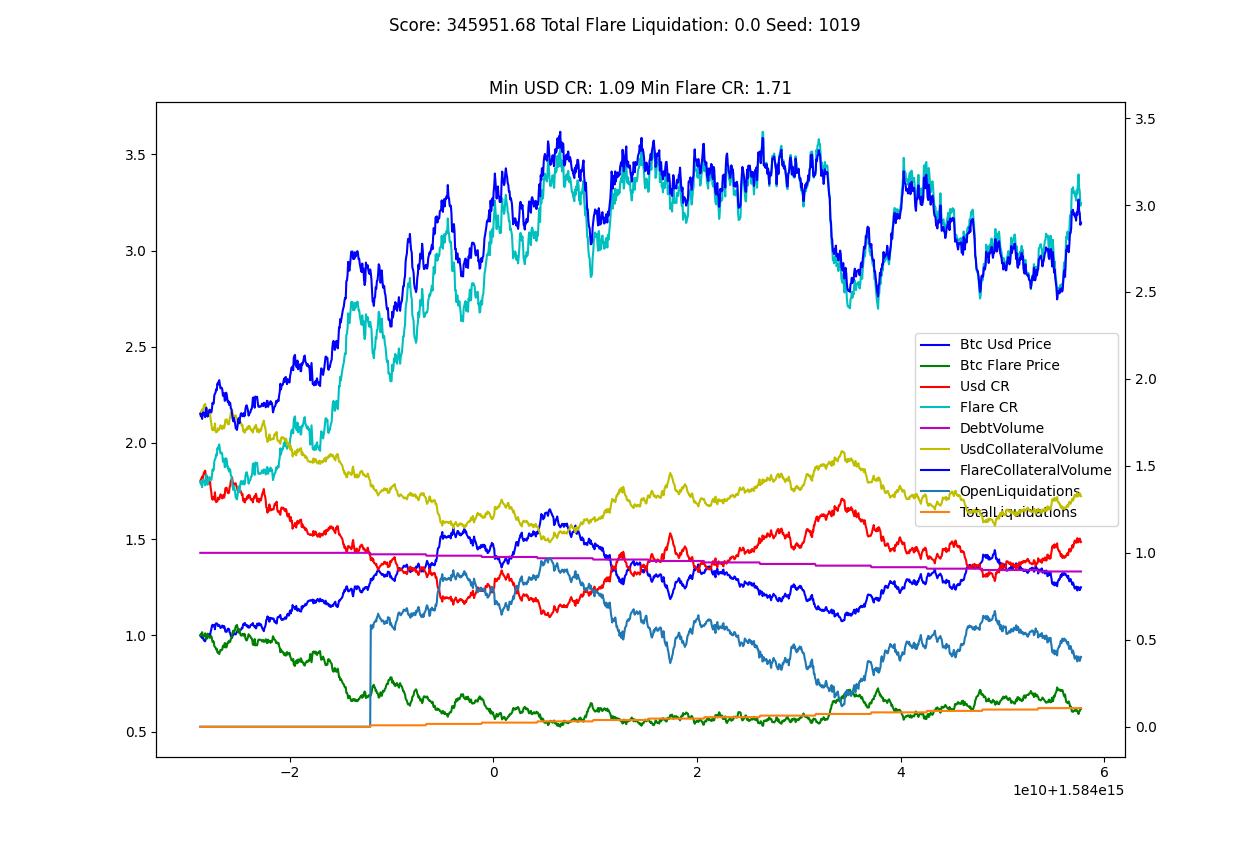 Score: 345951.68 Total Flare Liquidation: 0.0 Seed: 1019
Min USD CR: 1.09 Min Flare CR: 1.71
3.5
3.0
2.5
2.0
1.5
1.0
0.5
3.5
3.0
2.5
2.0
1.5
1.0
0.5
0.0
Btc Usd Price
Btc Flare Price
Usd CR
Flare CR
DebtVolume
UsdCollateralVolume
FlareCollateralVolume
OpenLiquidations
TotalLiquidations
−2 0 2 4 6
1e10+1.584e15